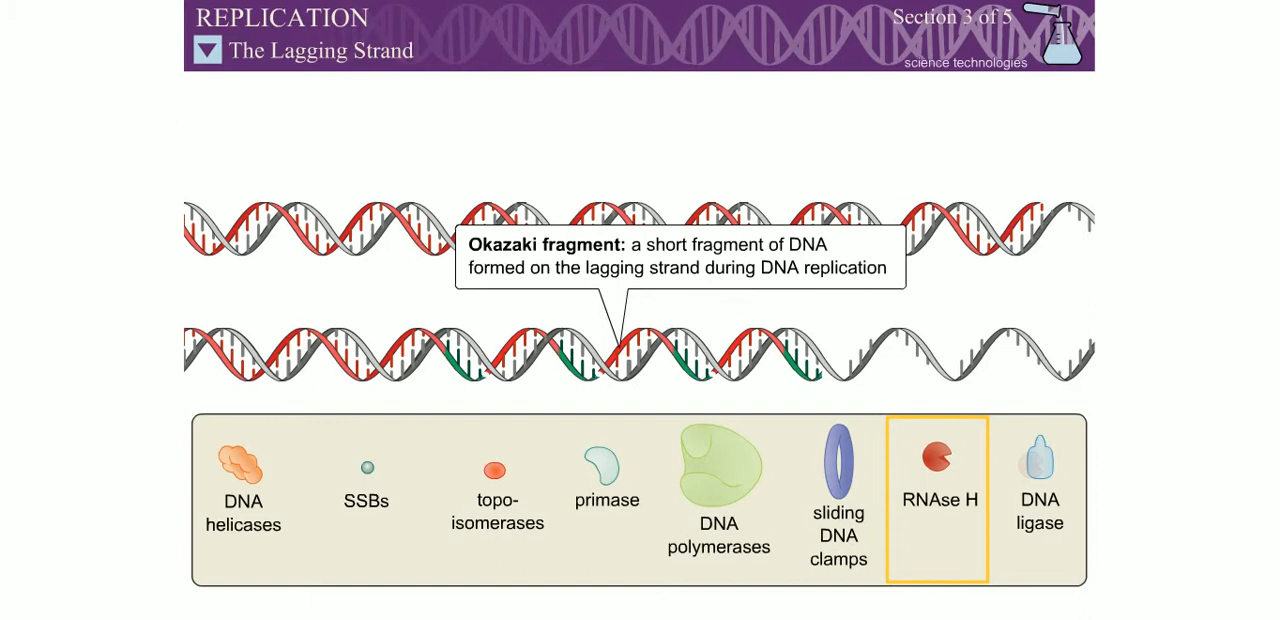 REPLICATION
Section 3 of 5
The Lagging Strand
science technologies
Okazaki fragment: a short fragment of DNA
formed on the lagging strand during DNA replication
DNA
helicases
SSBs
topo-
isomerases
primase
DNA
polymerases
sliding
DNA
clamps
RNAse H
DNA
ligase